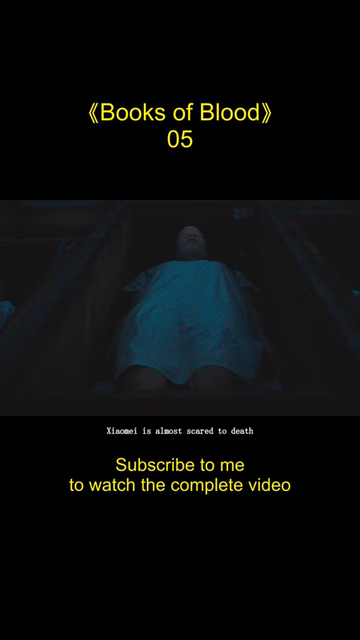 《Books of Blood》
05
Xiaomei is almost scared to death
Subscribe to me
to watch the complete video